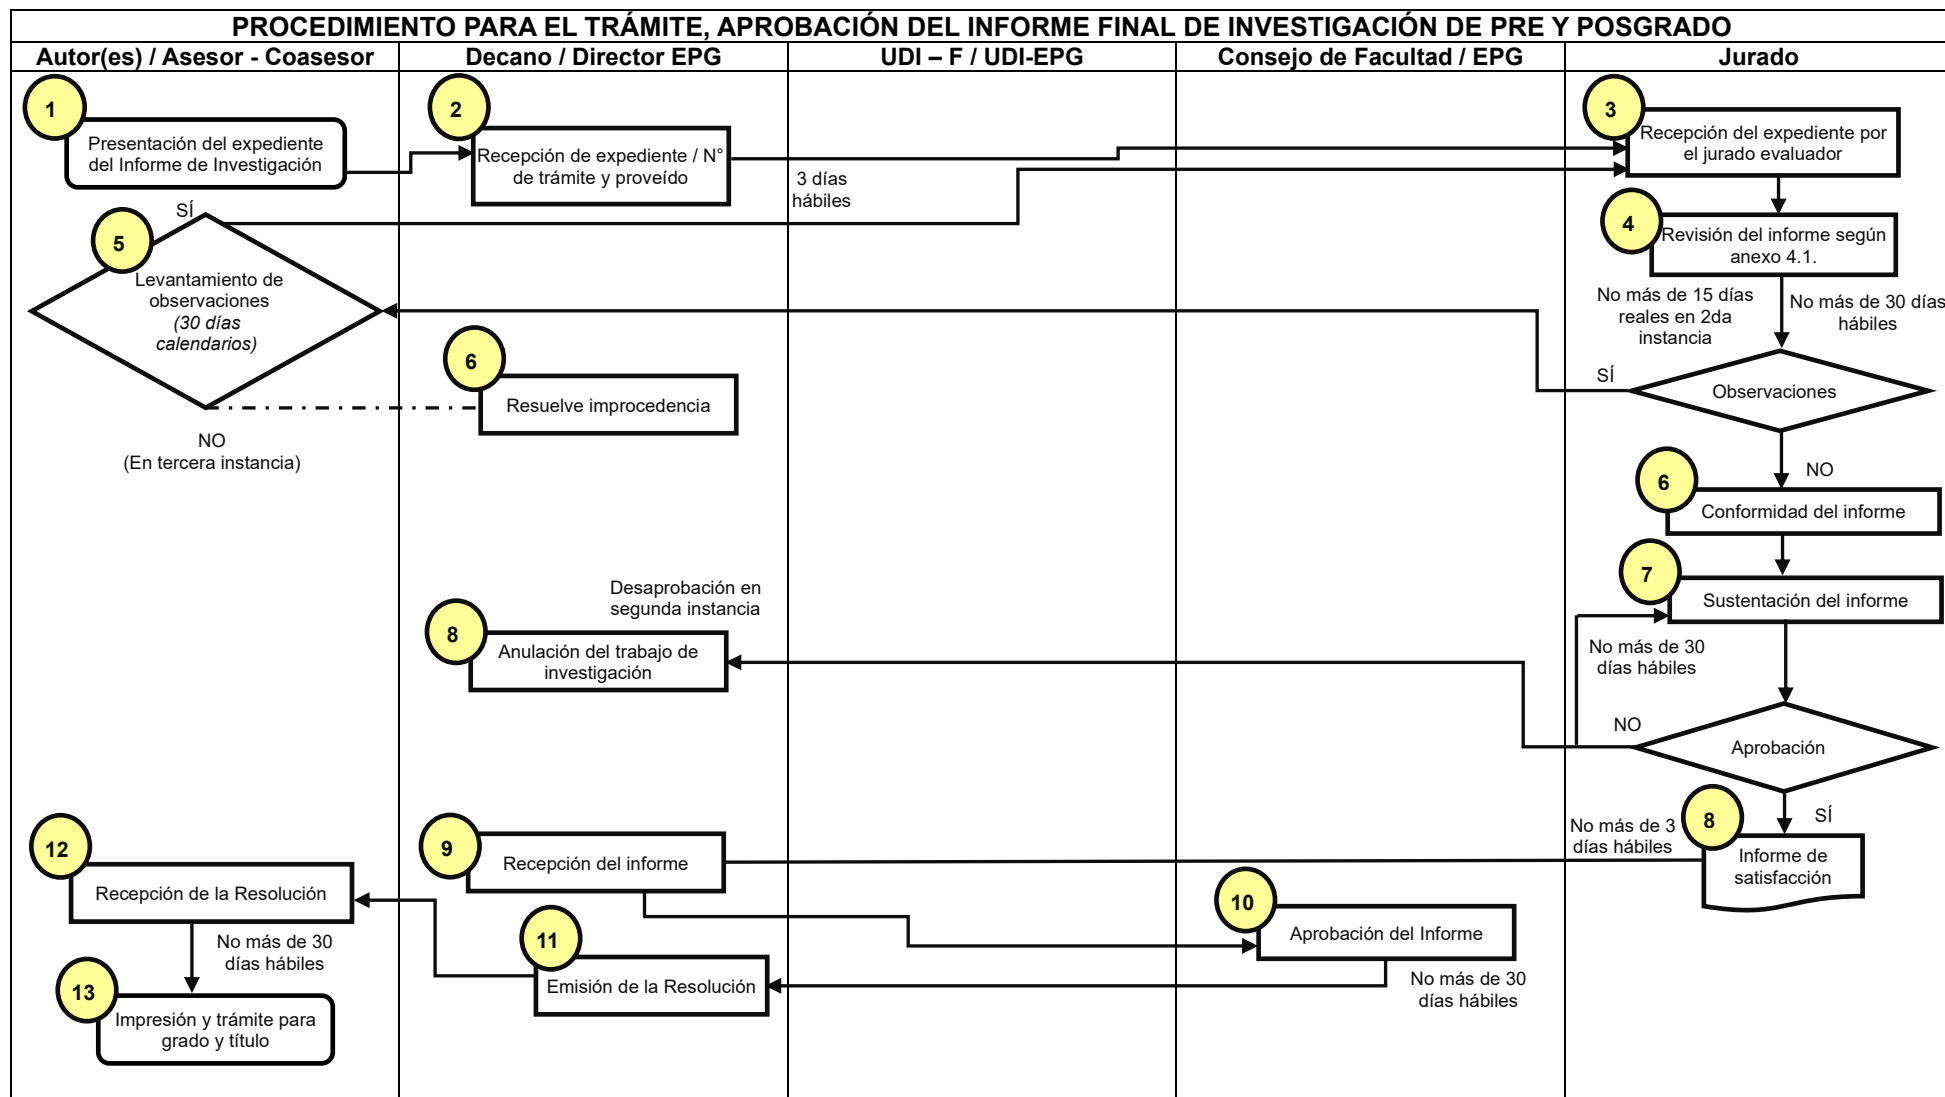 PROCEDIMIENTO PARA EL TRÁMITE, APROBACIÓN DEL INFORME FINAL DE INVESTIGACIÓN DE PRE Y POSGRADO
Autor(es) / Asesor - Coasesor
Decano / Director EPG
UDI – F / UDI-EPG
Consejo de Facultad / EPG
Jurado
1
Presentación del expediente
del Informe de Investigación
2
Recepción de expediente / N°
de trámite y proveído
3 días
hábiles
3
Recepción del expediente por
el jurado evaluador
4
Revisión del informe según
anexo 4.1.
No más de 15 días
reales en 2da
instancia
No más de 30 días
hábiles
SÍ
5
Levantamiento de
observaciones
(30 días
calendarios)
NO
(En tercera instancia)
6
Resuelve improcedencia
SÍ
Observaciones
NO
6
Conformidad del informe
7
Sustentación del informe
No más de 30
días hábiles
NO
Aprobación
SÍ
Desaprobación en
segunda instancia
8
Anulación del trabajo de
investigación
8
Informe de
satisfacción
No más de 3
días hábiles
9
Recepción del informe
10
Aprobación del Informe
No más de 30
días hábiles
11
Emisión de la Resolución
12
Recepción de la Resolución
No más de 30
días hábiles
13
Impresión y trámite para
grado y título